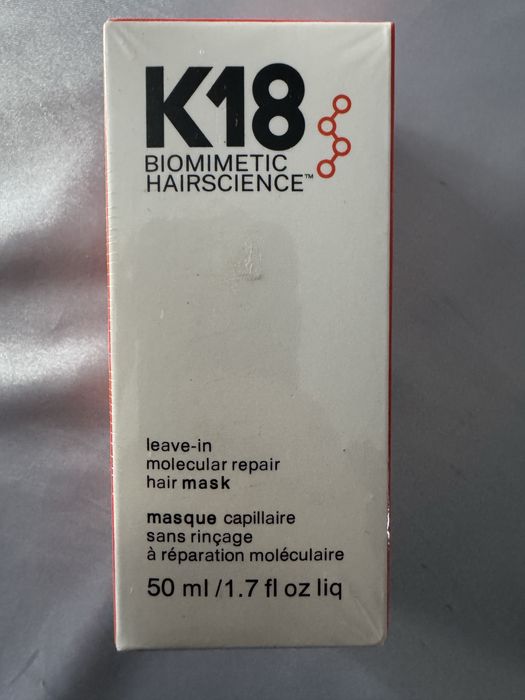 K18
BIOMIMETIC
HAIRSCIENCE™
leave-in
molecular repair
hair mask
masque capillaire
sans rinçage
à réparation moléculaire
50 ml /1.7 fl oz liq